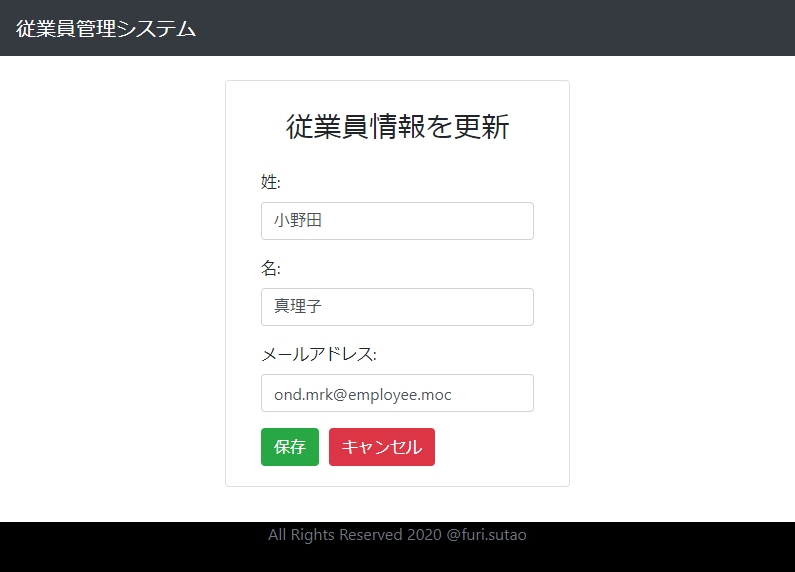 従業員管理システム
従業員情報を更新
姓:
小野田
名:
真理子
メールアドレス:
ond.mrk@employee.moc
保存 キャンセル
All Rights Reserved 2020 @furi.sutao